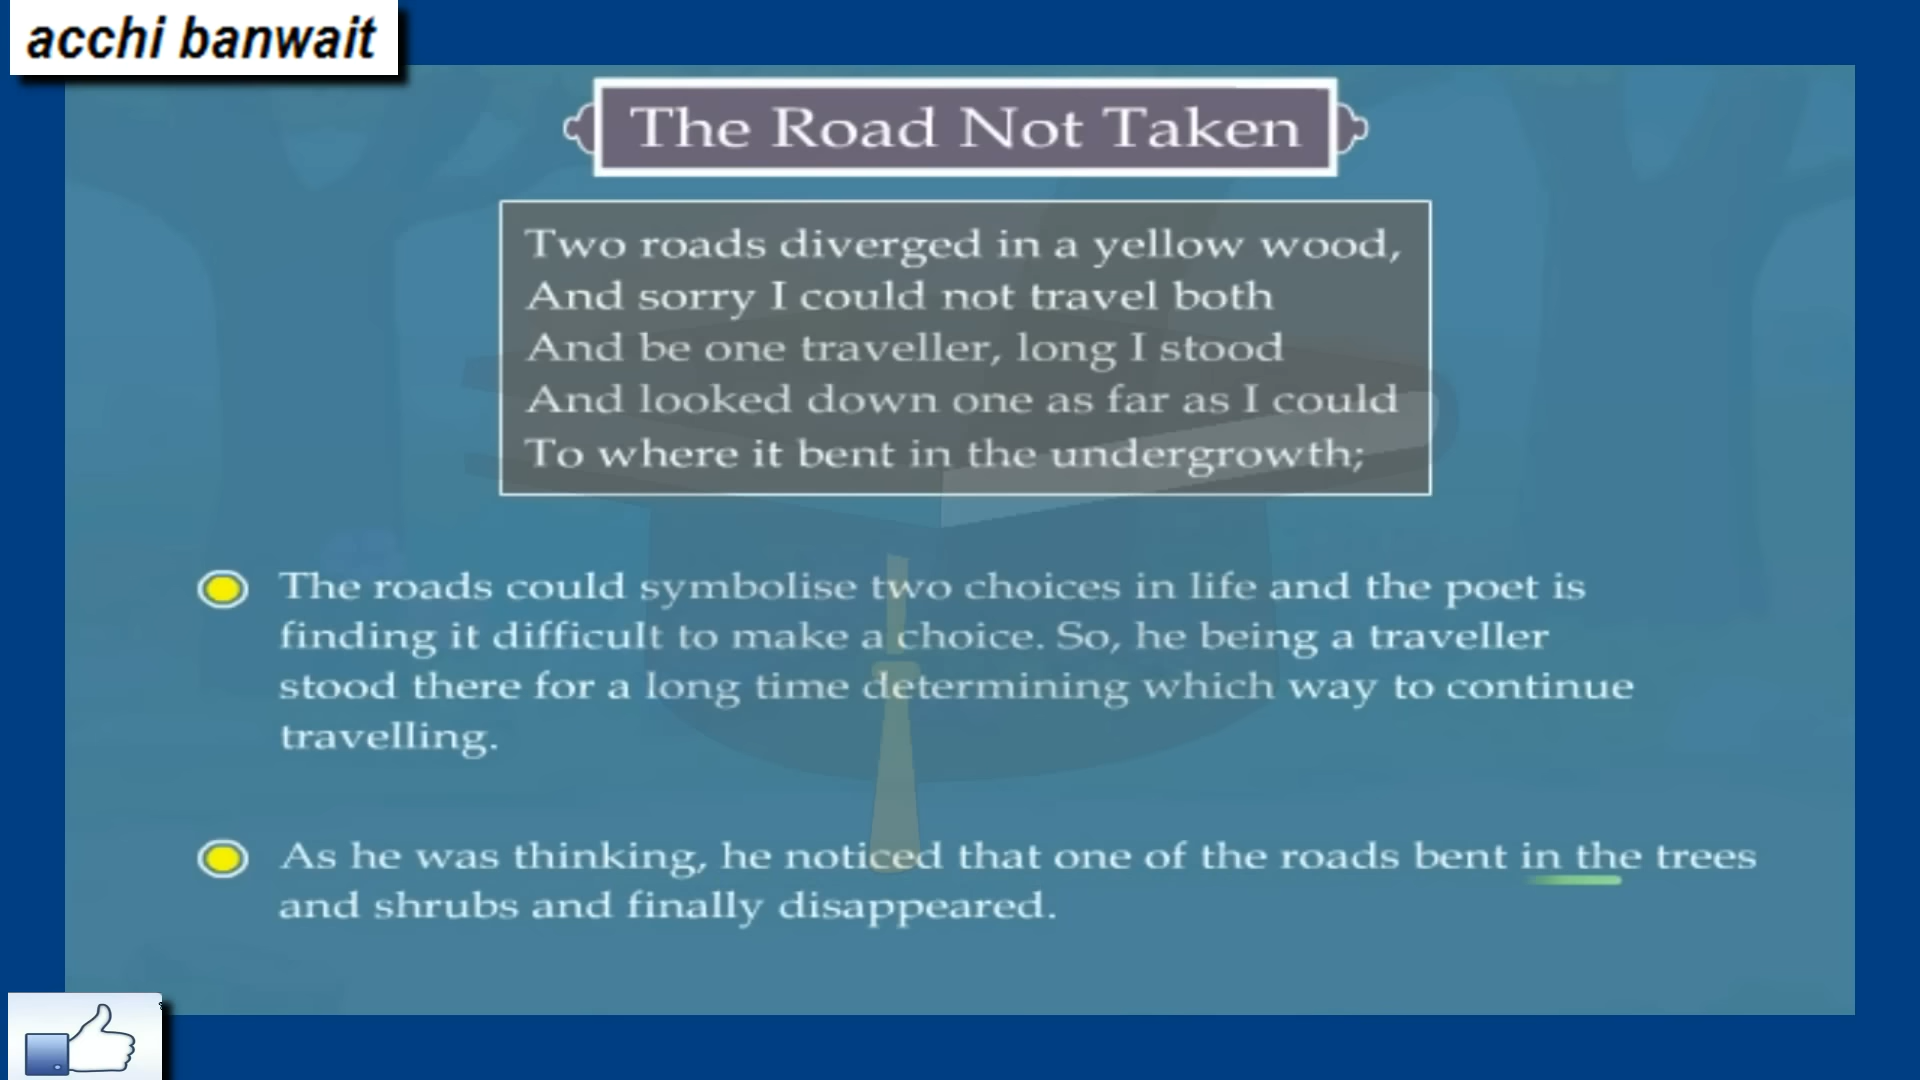 acchi banwait
The Road Not Taken
Two roads diverged in a yellow wood,
And sorry I could not travel both
And be one traveller, long I stood
And looked down one as far as I could
To where it bent in the undergrowth;
The roads could symbolise two choices in life and the poet is
finding it difficult to make a choice. So, he being a traveller
stood there for a long time determining which way to continue
travelling.
As he was thinking, he noticed that one of the roads bent in the trees
and shrubs and finally disappeared.